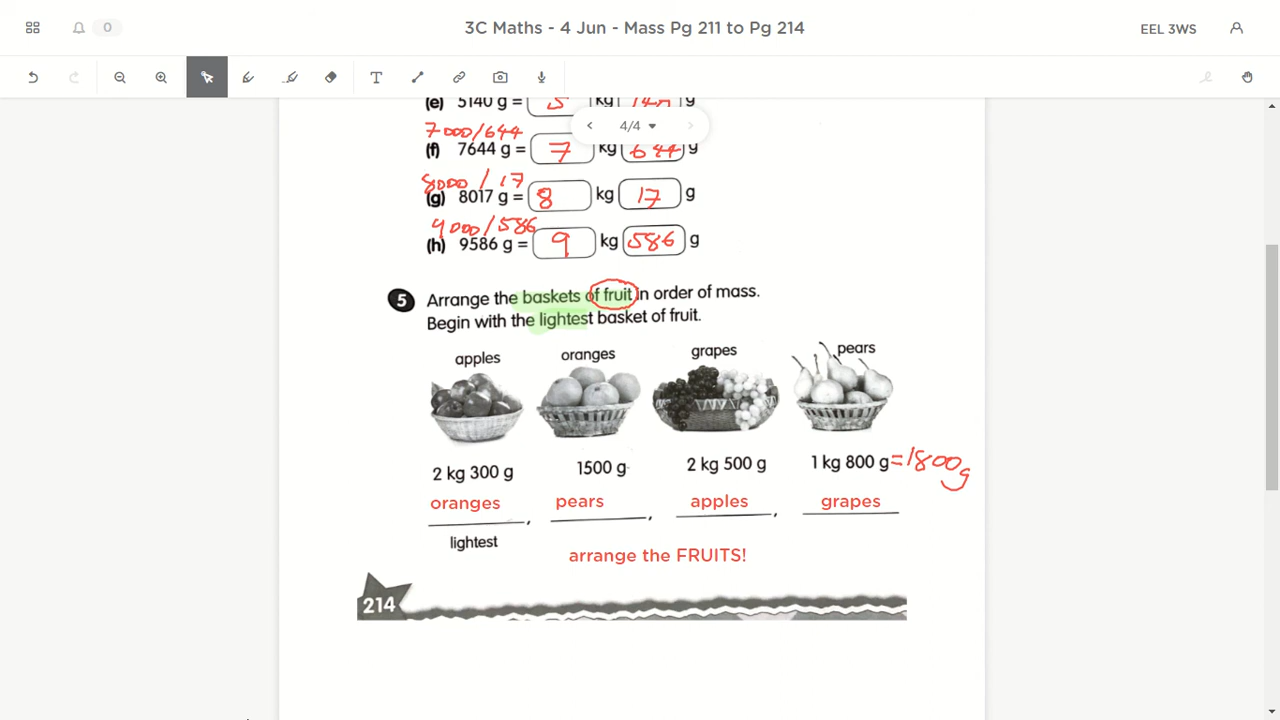 0
3C Maths - 4 Jun - Mass Pg 211 to Pg 214
EEL 3WS
4/4
(e) 5140 g = 5 kg 140 g
7000/644
(f) 7644 g = 7 kg 644 g
8000 / 17
(g) 8017 g = 8 kg 17 g
9000/586
(h) 9586 g = 9 kg 586 g
5 Arrange the baskets of fruit in order of mass.
Begin with the lightest basket of fruit.
apples oranges grapes pears
2 kg 300 g 1500 g 2 kg 500 g 1 kg 800 g =1800g
oranges, pears, apples, grapes
lightest
arrange the FRUITS!
214